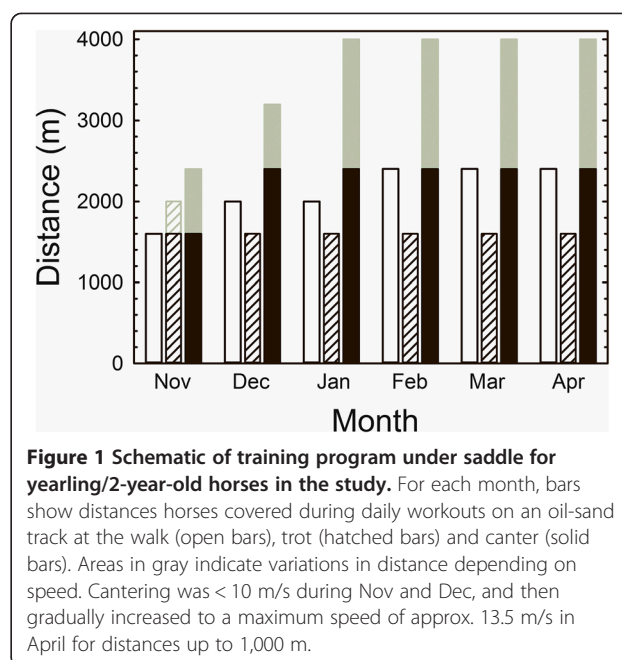 4000
3000
2000
1000
0
Distance (m)
Nov Dec Jan Feb Mar Apr
Month
Figure 1 Schematic of training program under saddle for
yearling/2-year-old horses in the study. For each month, bars
show distances horses covered during daily workouts on an oil-sand
track at the walk (open bars), trot (hatched bars) and canter (solid
bars). Areas in gray indicate variations in distance depending on
speed. Cantering was < 10 m/s during Nov and Dec, and then
gradually increased to a maximum speed of approx. 13.5 m/s in
April for distances up to 1,000 m.